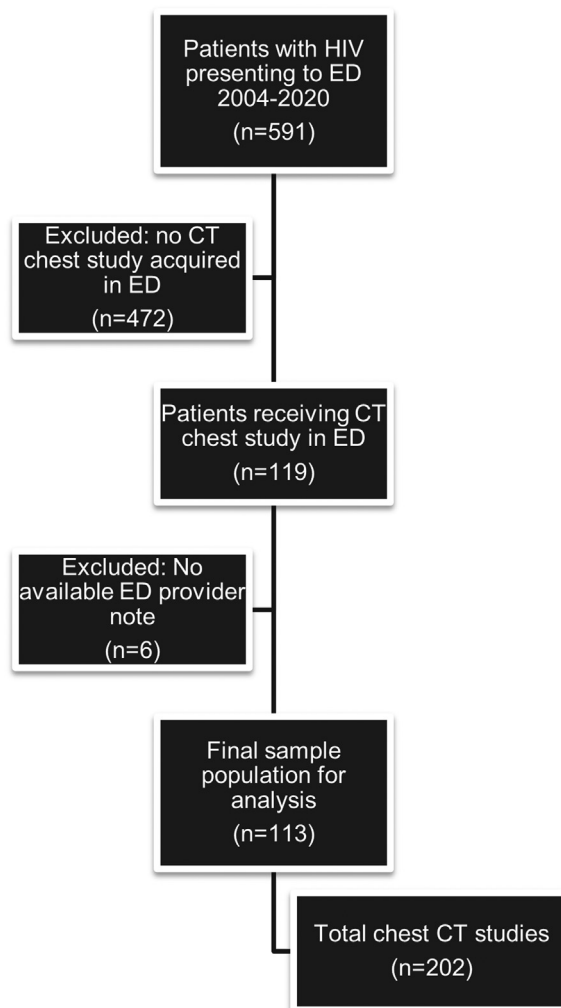 Patients with HIV
presenting to ED
2004-2020
(n=591)
Excluded: no CT
chest study acquired
in ED
(n=472)
Patients receiving CT
chest study in ED
(n=119)
Excluded: No
available ED provider
note
(n=6)
Final sample
population for
analysis
(n=113)
Total chest CT studies
(n=202)